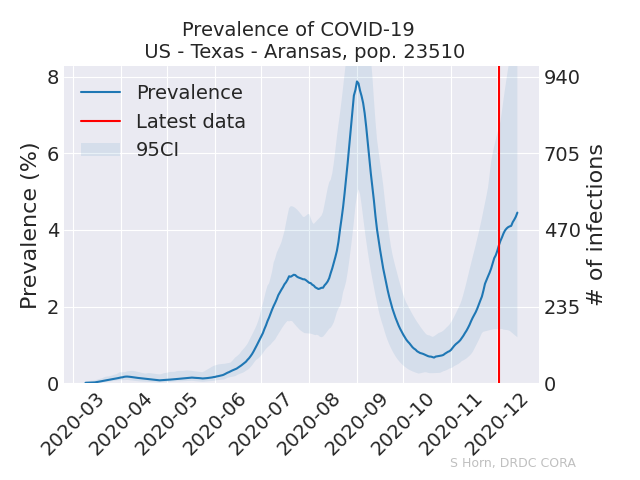 Prevalence of COVID-19
US - Texas - Aransas, pop. 23510
Prevalence (%)
8
6
4
2
0
Prevalence
Latest data
95CI
940
705
470
235
0
# of infections
2020-03
2020-04
2020-05
2020-06
2020-07
2020-08
2020-09
2020-10
2020-11
2020-12
S Horn, DRDC CORA